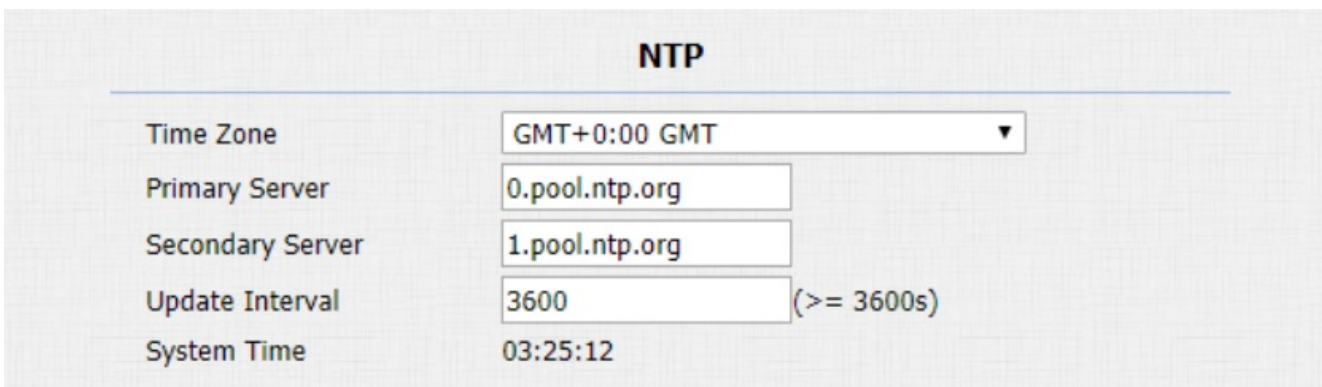 NTP
Time Zone GMT+0:00 GMT
Primary Server 0.pool.ntp.org
Secondary Server 1.pool.ntp.org
Update Interval 3600 (>= 3600s)
System Time 03:25:12